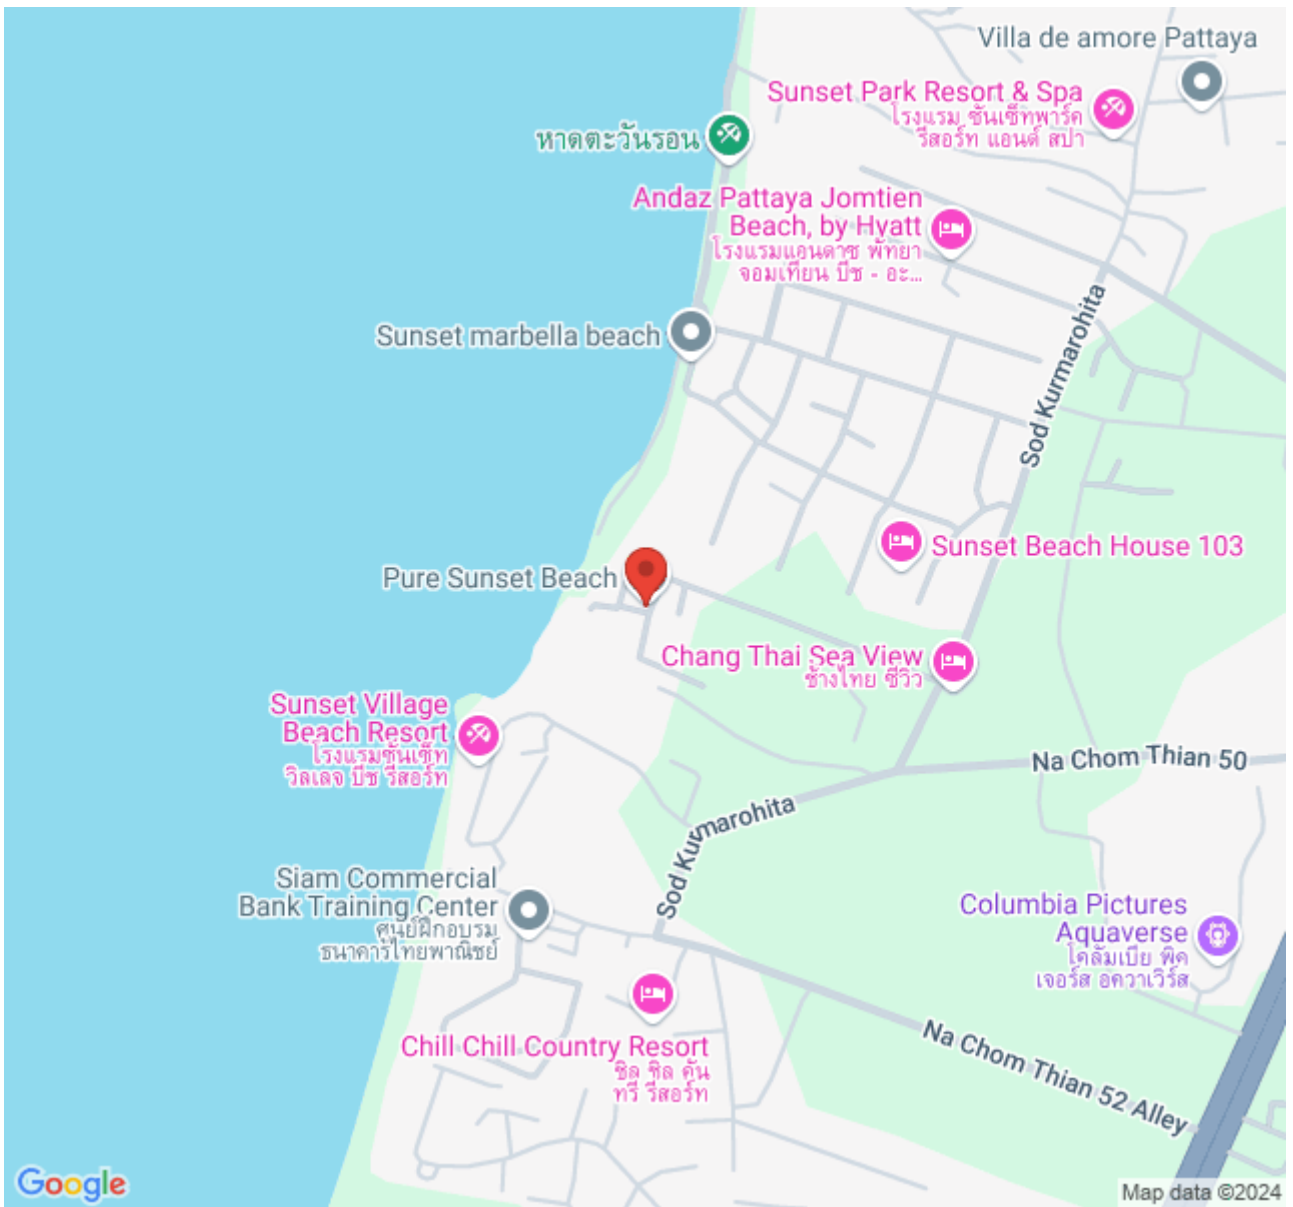 Villa de amore Pattaya
Sunset Park Resort & Spa
โรงแรม ซันเซ็ทพาร์ค
รีสอร์ท แอนด์ สปา
หาดตะวันรอน
Andaz Pattaya Jomtien
Beach, by Hyatt
โรงแรมแอนดาซ พัทยา
จอมเทียน บีช - อะ...
Sod Kurmarohita
Sunset marbella beach
Sunset Beach House 103
Pure Sunset Beach
Chang Thai Sea View
ช้างไทย ซีวิว
Sunset Village
Beach Resort
โรงแรมซันเซ็ท
วิลเลจ บีช รีสอร์ท
Na Chom Thian 50
Sod Kurmarohita
Siam Commercial
Bank Training Center
ศูนย์ฝึกอบรม
ธนาคารไทยพาณิชย์
Columbia Pictures
Aquaverse
โคลัมเบีย พิค
เจอร์ส อควาเวิร์ส
Chill Chill Country Resort
ชิล ชิล คัน
ทรี รีสอร์ท
Na Chom Thian 52 Alley
Google
Map data ©2024